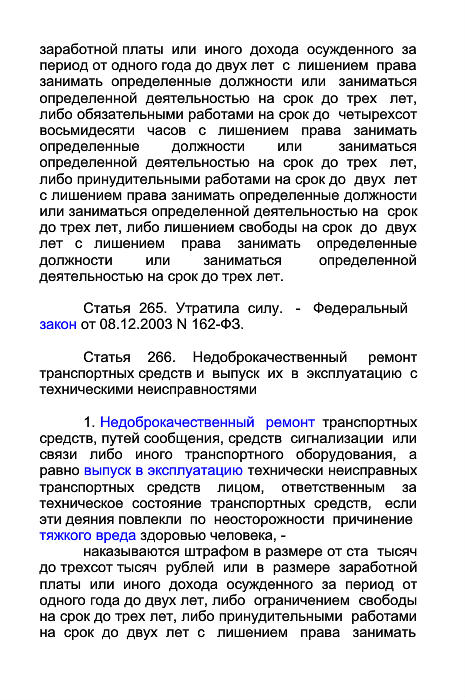 заработной платы или иного дохода осужденного за
период от одного года до двух лет с лишением права
занимать определенные должности или заниматься
определенной деятельностью на срок до трех лет,
либо обязательными работами на срок до четырехсот
восьмидесяти часов с лишением права занимать
определенные должности или заниматься
определенной деятельностью на срок до трех лет,
либо принудительными работами на срок до двух лет
с лишением права занимать определенные должности
или заниматься определенной деятельностью на срок
до трех лет, либо лишением свободы на срок до двух
лет с лишением права занимать определенные
должности или заниматься определенной
деятельностью на срок до трех лет.
Статья 265. Утратила силу. - Федеральный
закон от 08.12.2003 N 162-ФЗ.
Статья 266. Недоброкачественный ремонт
транспортных средств и выпуск их в эксплуатацию с
техническими неисправностями
1. Недоброкачественный ремонт транспортных
средств, путей сообщения, средств сигнализации или
связи либо иного транспортного оборудования, а
равно выпуск в эксплуатацию технически неисправных
транспортных средств лицом, ответственным за
техническое состояние транспортных средств, если
эти деяния повлекли по неосторожности причинение
тяжкого вреда здоровью человека, -
наказываются штрафом в размере от ста тысяч
до трехсот тысяч рублей или в размере заработной
платы или иного дохода осужденного за период от
одного года до двух лет, либо ограничением свободы
на срок до трех лет, либо принудительными работами
на срок до двух лет с лишением права занимать